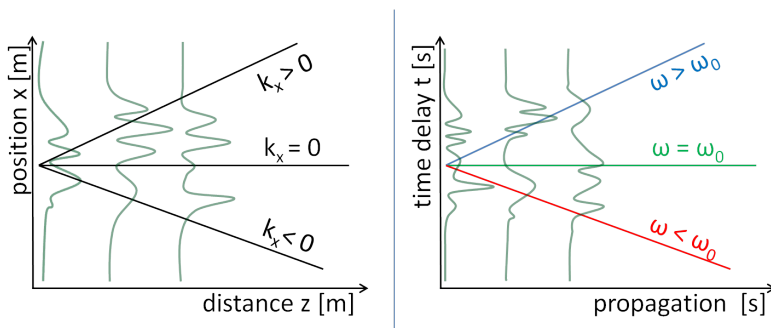 position x [m]
kₓ > 0
kₓ = 0
kₓ < 0
distance z [m]
time delay t [s]
ω > ω₀
ω = ω₀
ω < ω₀
propagation [s]